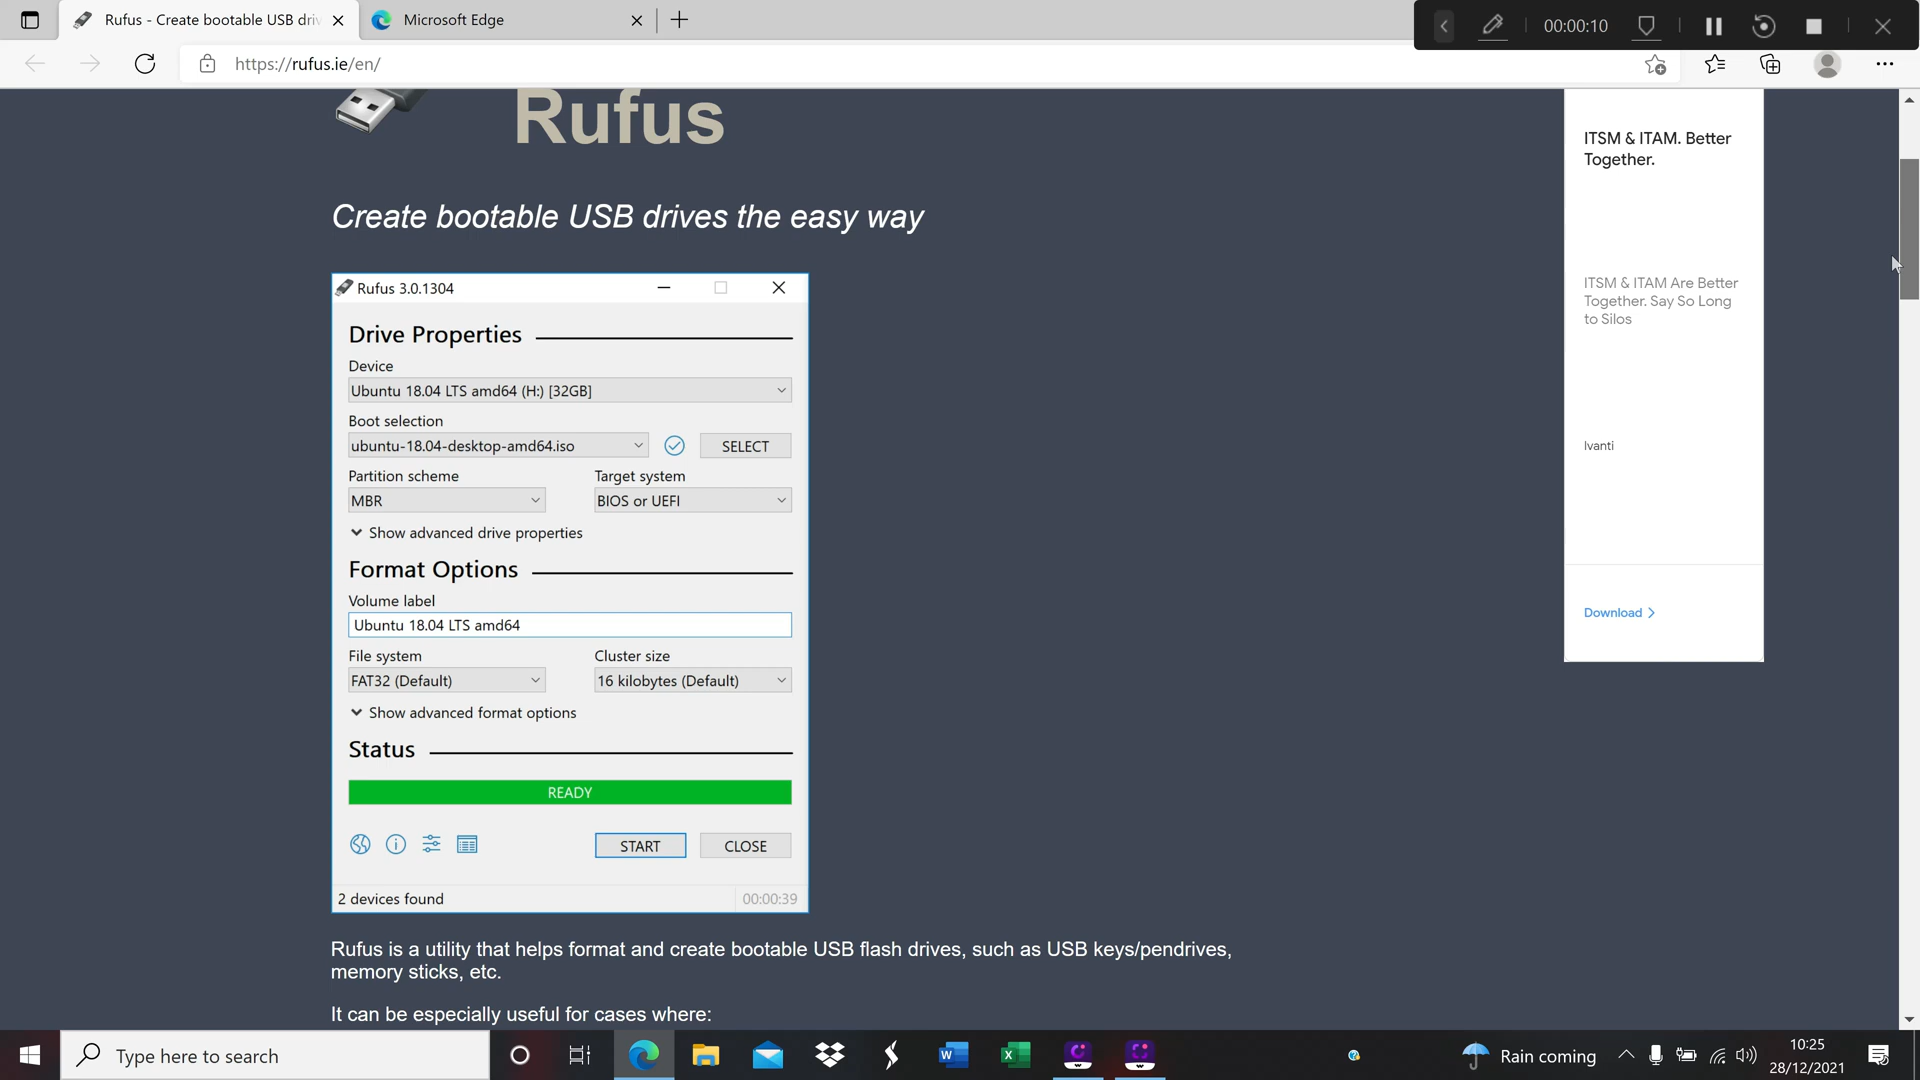 Rufus - Create bootable USB driv
Microsoft Edge
00:00:10
https://rufus.ie/en/
Rufus
Create bootable USB drives the easy way
Rufus 3.0.1304
Drive Properties
Device
Ubuntu 18.04 LTS amd64 (H:) [32GB]
Boot selection
ubuntu-18.04-desktop-amd64.iso
SELECT
Partition scheme
Target system
MBR
BIOS or UEFI
Show advanced drive properties
Format Options
Volume label
Ubuntu 18.04 LTS amd64
File system
Cluster size
FAT32 (Default)
16 kilobytes (Default)
Show advanced format options
Status
READY
START
CLOSE
2 devices found
00:00:39
Rufus is a utility that helps format and create bootable USB flash drives, such as USB keys/pendrives,
memory sticks, etc.
It can be especially useful for cases where:
ITSM & ITAM. Better
Together.
ITSM & ITAM Are Better
Together. Say So Long
to Silos
Ivanti
Download
Type here to search
Rain coming
10:25
28/12/2021